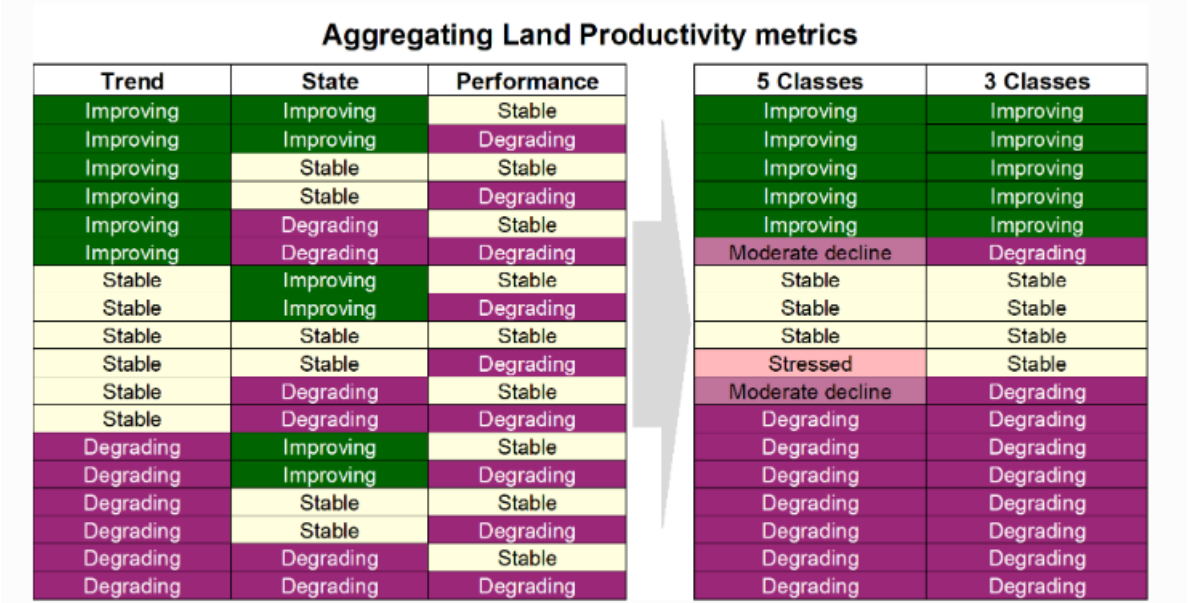 Aggregating Land Productivity metrics
Trend State Performance 5 Classes 3 Classes
Improving Improving Stable Improving Improving
Improving Improving Degrading Improving Improving
Improving Stable Stable Improving Improving
Improving Stable Degrading Improving Improving
Improving Degrading Stable Improving Improving
Improving Degrading Degrading Moderate decline Degrading
Stable Improving Stable Stable Stable
Stable Improving Degrading Stable Stable
Stable Stable Stable Stable Stable
Stable Stable Degrading Stressed Stable
Stable Degrading Stable Moderate decline Degrading
Stable Degrading Degrading Degrading Degrading
Degrading Improving Stable Degrading Degrading
Degrading Improving Degrading Degrading Degrading
Degrading Stable Stable Degrading Degrading
Degrading Stable Degrading Degrading Degrading
Degrading Degrading Stable Degrading Degrading
Degrading Degrading Degrading Degrading Degrading